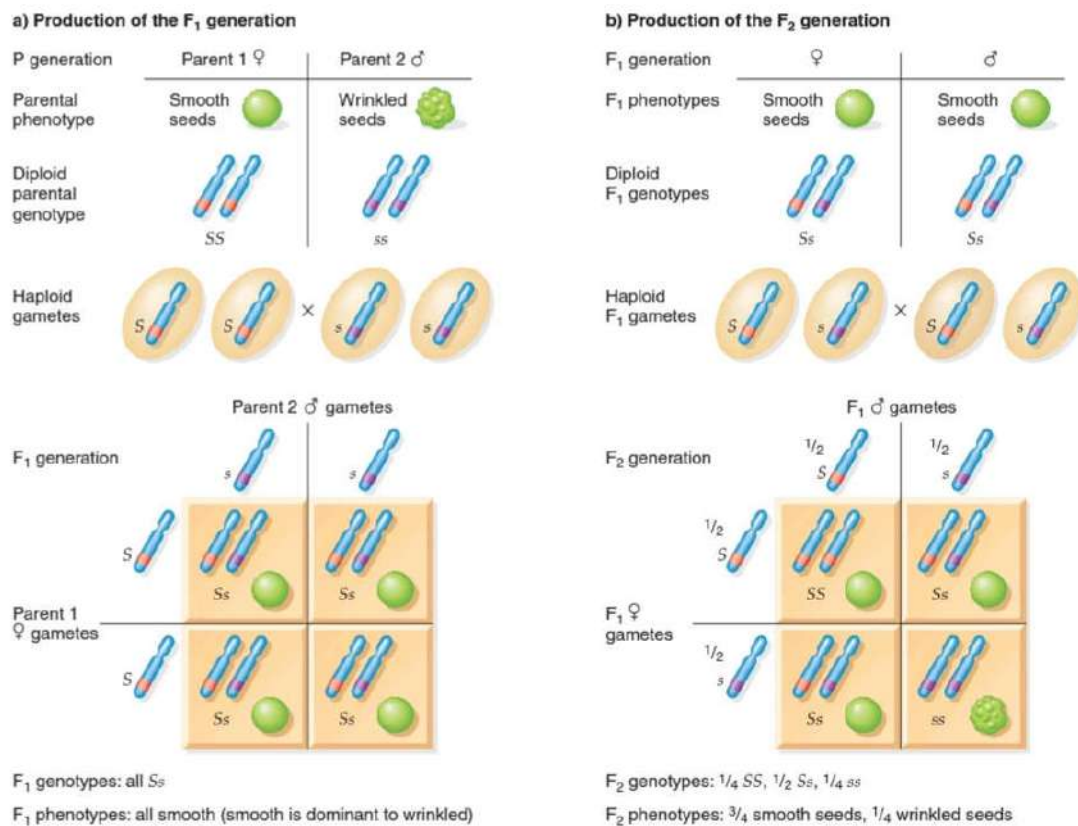 a) Production of the F₁ generation
P generation Parent 1 ♀ Parent 2 ♂
Parental phenotype Smooth seeds Wrinkled seeds
Diploid parental genotype
SS ss
Haploid gametes S S × s s
Parent 2 ♂ gametes
F₁ generation s s
S
Ss Ss
Parent 1 ♀ gametes
S
Ss Ss
F₁ genotypes: all Ss
F₁ phenotypes: all smooth (smooth is dominant to wrinkled)
b) Production of the F₂ generation
F₁ generation ♀ ♂
F₁ phenotypes Smooth seeds Smooth seeds
Diploid F₁ genotypes
Ss Ss
Haploid F₁ gametes S s × S s
F₁ ♂ gametes
F₂ generation 1/2 S 1/2 s
1/2 S
SS Ss
F₁ ♀ gametes
1/2 s
Ss ss
F₂ genotypes: 1/4 SS, 1/2 Ss, 1/4 ss
F₂ phenotypes: 3/4 smooth seeds, 1/4 wrinkled seeds